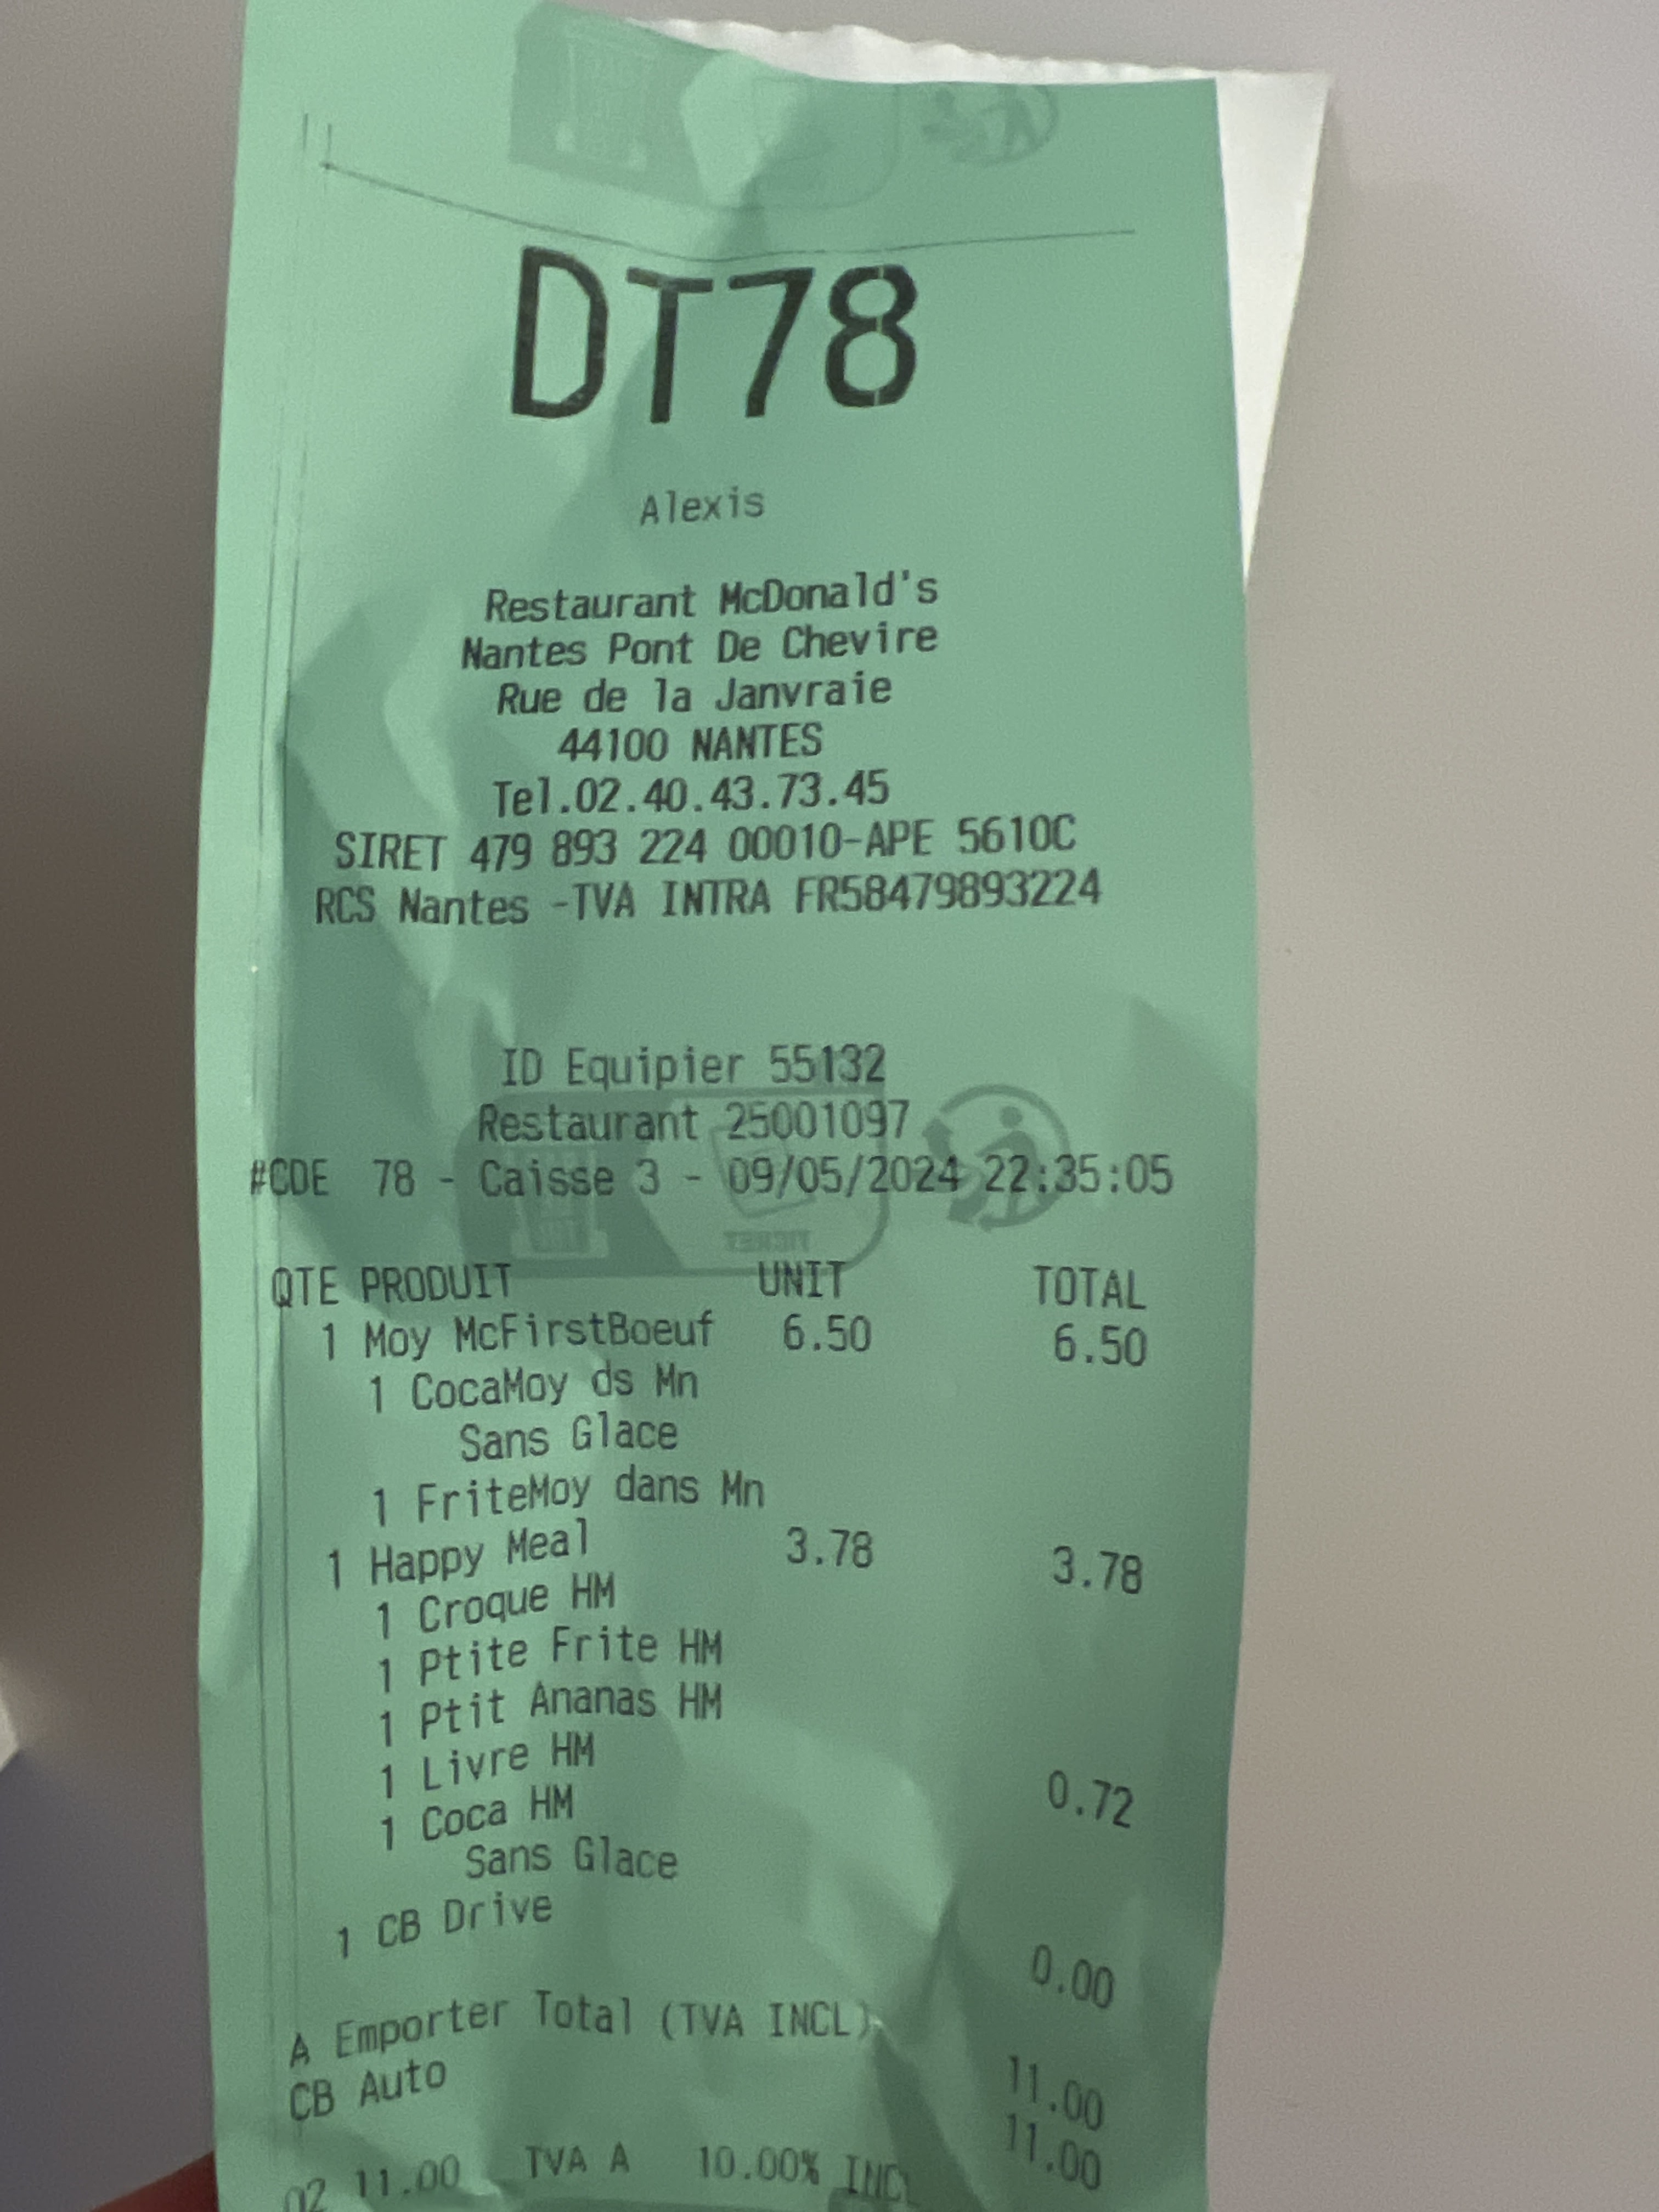 DT78
Alexis
Restaurant McDonald's
Nantes Pont De Chevire
Rue de la Janvraie
44100 NANTES
Tel.02.40.43.73.45
SIRET 479 893 224 00010-APE 5610C
RCS Nantes -TVA INTRA FR58479893224
ID Equipier 55132
Restaurant 25001097
#CDE 78 - Caisse 3 - 09/05/2024 22:35:05
TICKET
QTE PRODUIT UNIT TOTAL
1 Moy McFirstBoeuf 6.50 6.50
1 CocaMoy ds Mn
Sans Glace
1 FriteMoy dans Mn
1 Happy Meal 3.78 3.78
1 Croque HM
1 Ptite Frite HM
1 Ptit Ananas HM
1 Livre HM
1 Coca HM 0.72
Sans Glace
1 CB Drive 0.00
A Emporter Total (TVA INCL) 11.00
CB Auto 11.00
02 11.00 TVA A 10.00% INCL